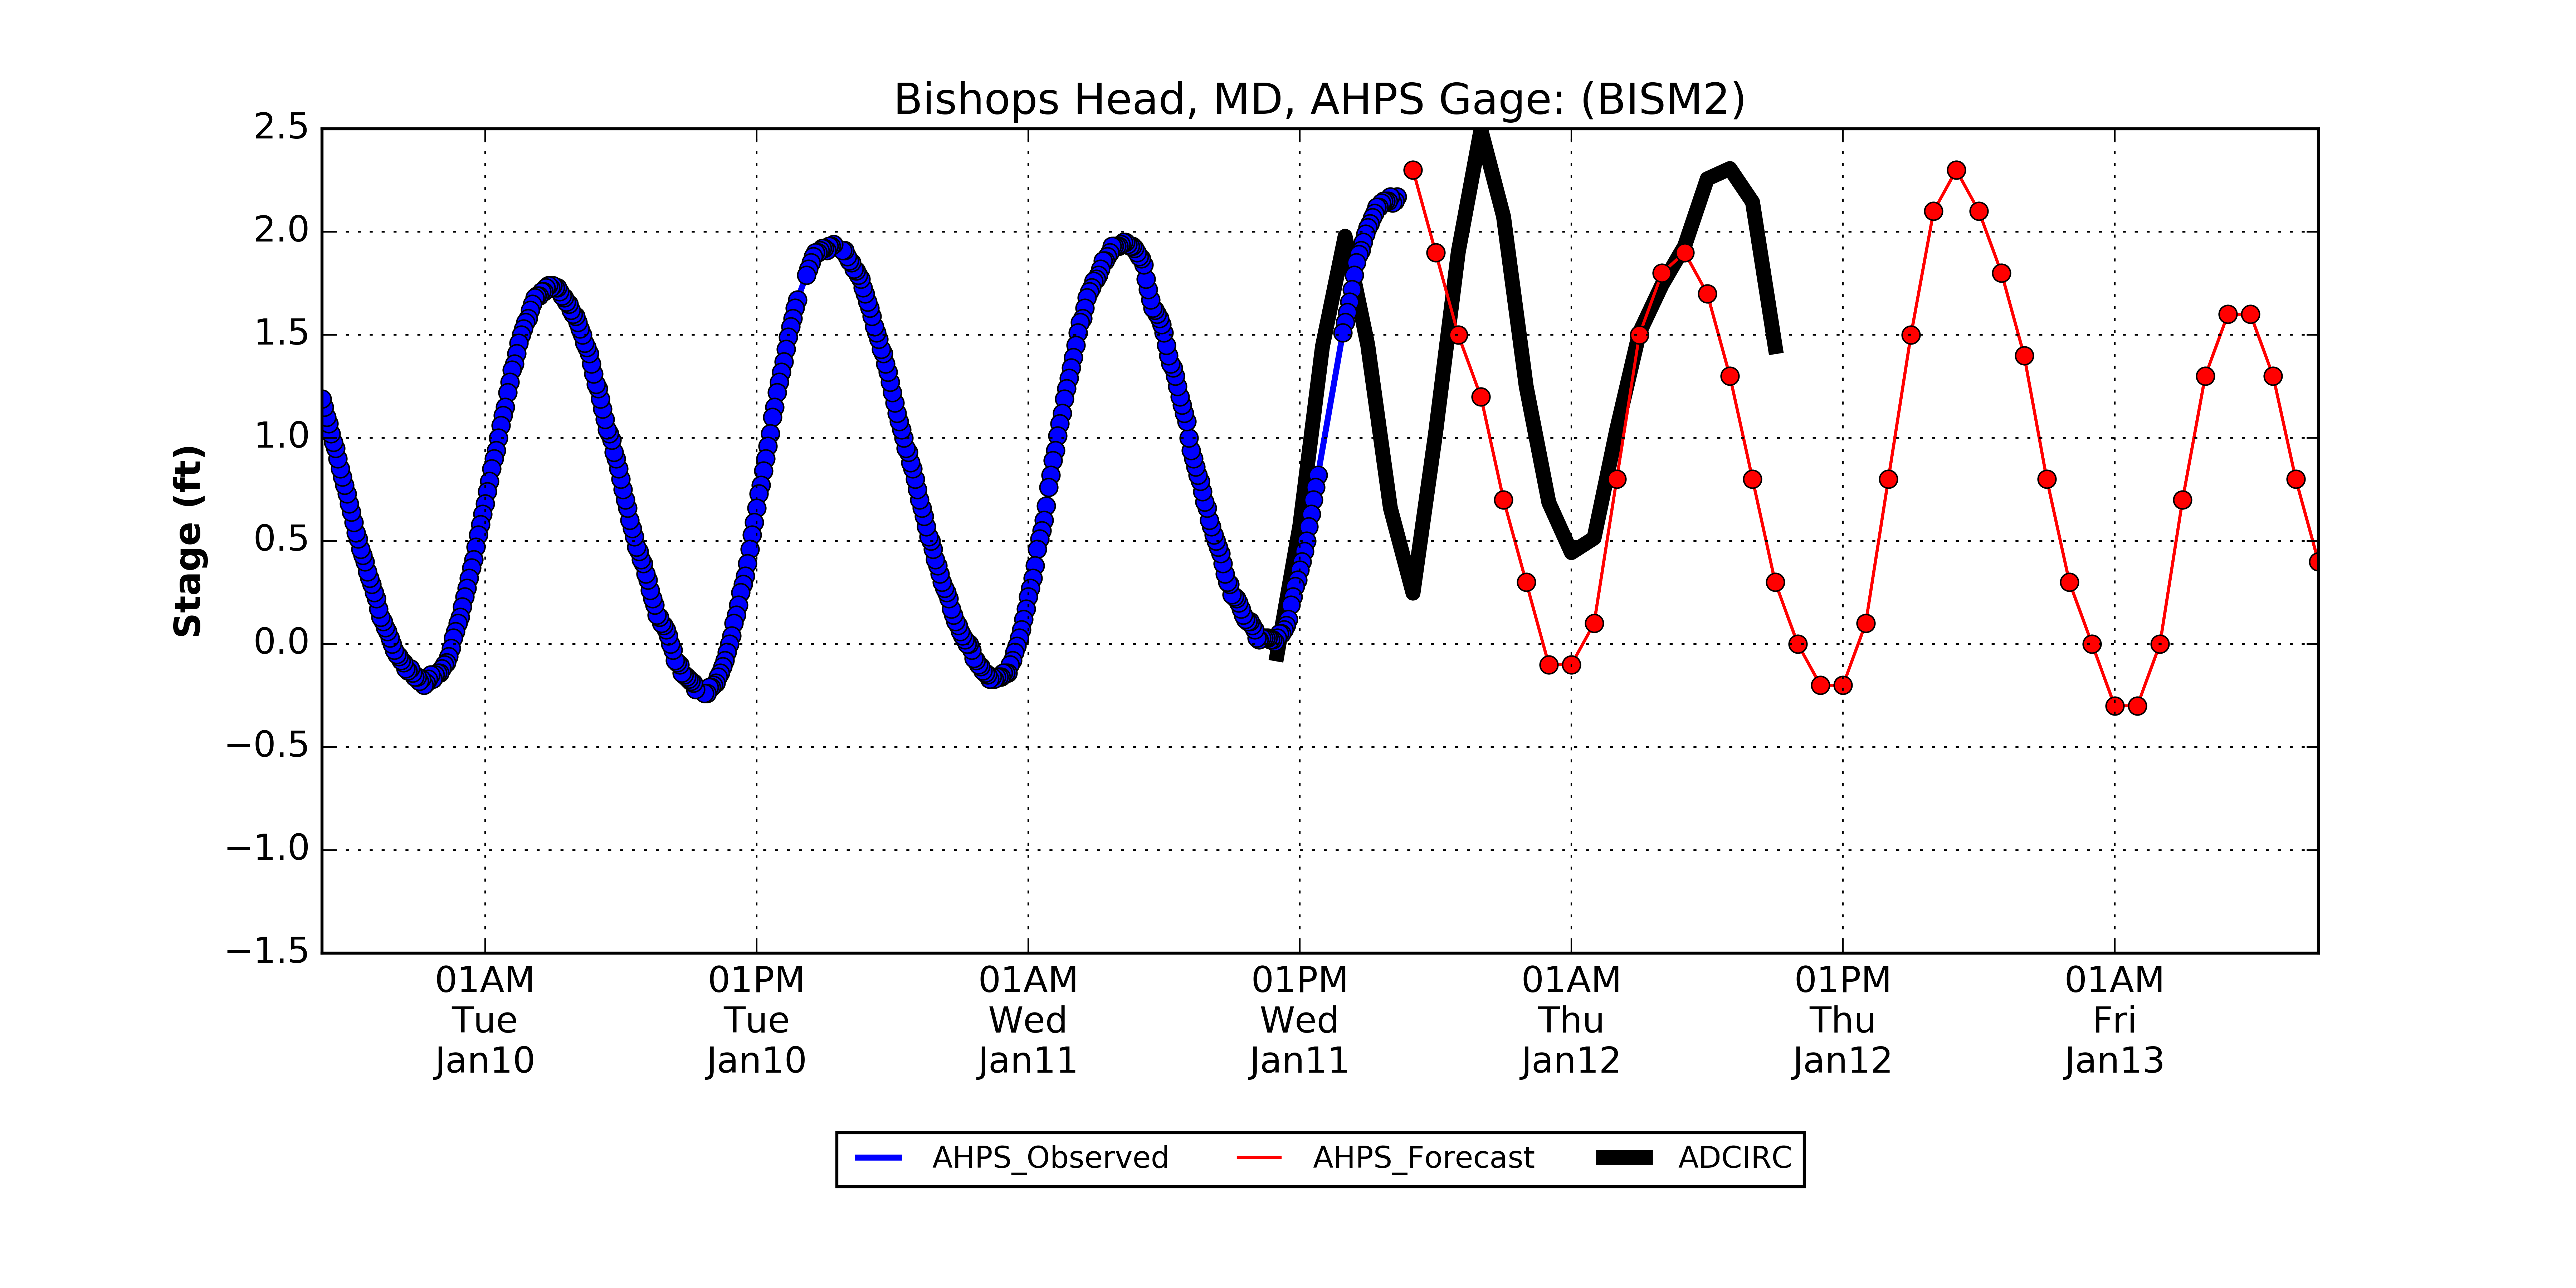 Bishops Head, MD, AHPS Gage: (BISM2)
Stage (ft)
2.5
2.0
1.5
1.0
0.5
0.0
−0.5
−1.0
−1.5
01AM 01PM 01AM 01PM 01AM 01PM 01AM
Tue Tue Wed Wed Thu Thu Fri
Jan10 Jan10 Jan11 Jan11 Jan12 Jan12 Jan13
AHPS_Observed AHPS_Forecast ADCIRC